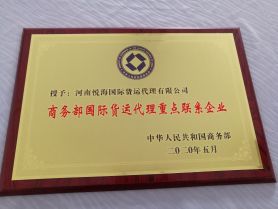 授予：河南悦海国际货运代理有限公司
商务部国际货运代理重点联系企业
中华人民共和国商务部
二〇二〇年五月